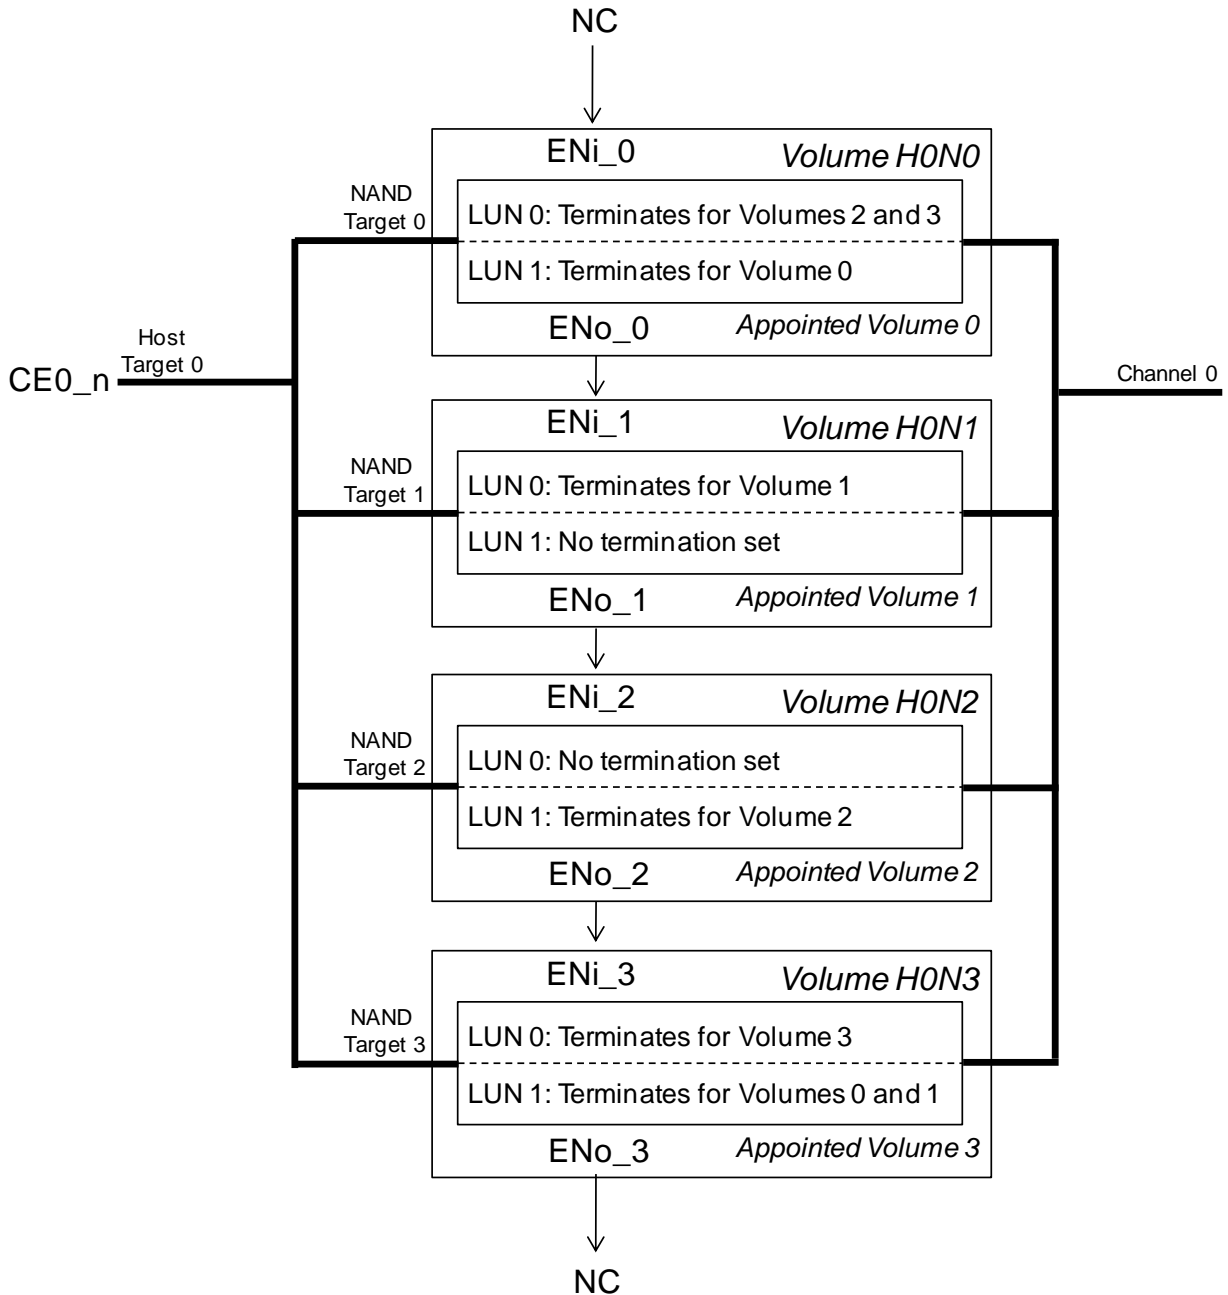 NC
ENi_0
Volume H0N0
NAND
Target 0
LUN 0: Terminates for Volumes 2 and 3
LUN 1: Terminates for Volume 0
ENo_0
Appointed Volume 0
Host
Target 0
CE0_n
Channel 0
ENi_1
Volume H0N1
NAND
Target 1
LUN 0: Terminates for Volume 1
LUN 1: No termination set
ENo_1
Appointed Volume 1
ENi_2
Volume H0N2
NAND
Target 2
LUN 0: No termination set
LUN 1: Terminates for Volume 2
ENo_2
Appointed Volume 2
ENi_3
Volume H0N3
NAND
Target 3
LUN 0: Terminates for Volume 3
LUN 1: Terminates for Volumes 0 and 1
ENo_3
Appointed Volume 3
NC